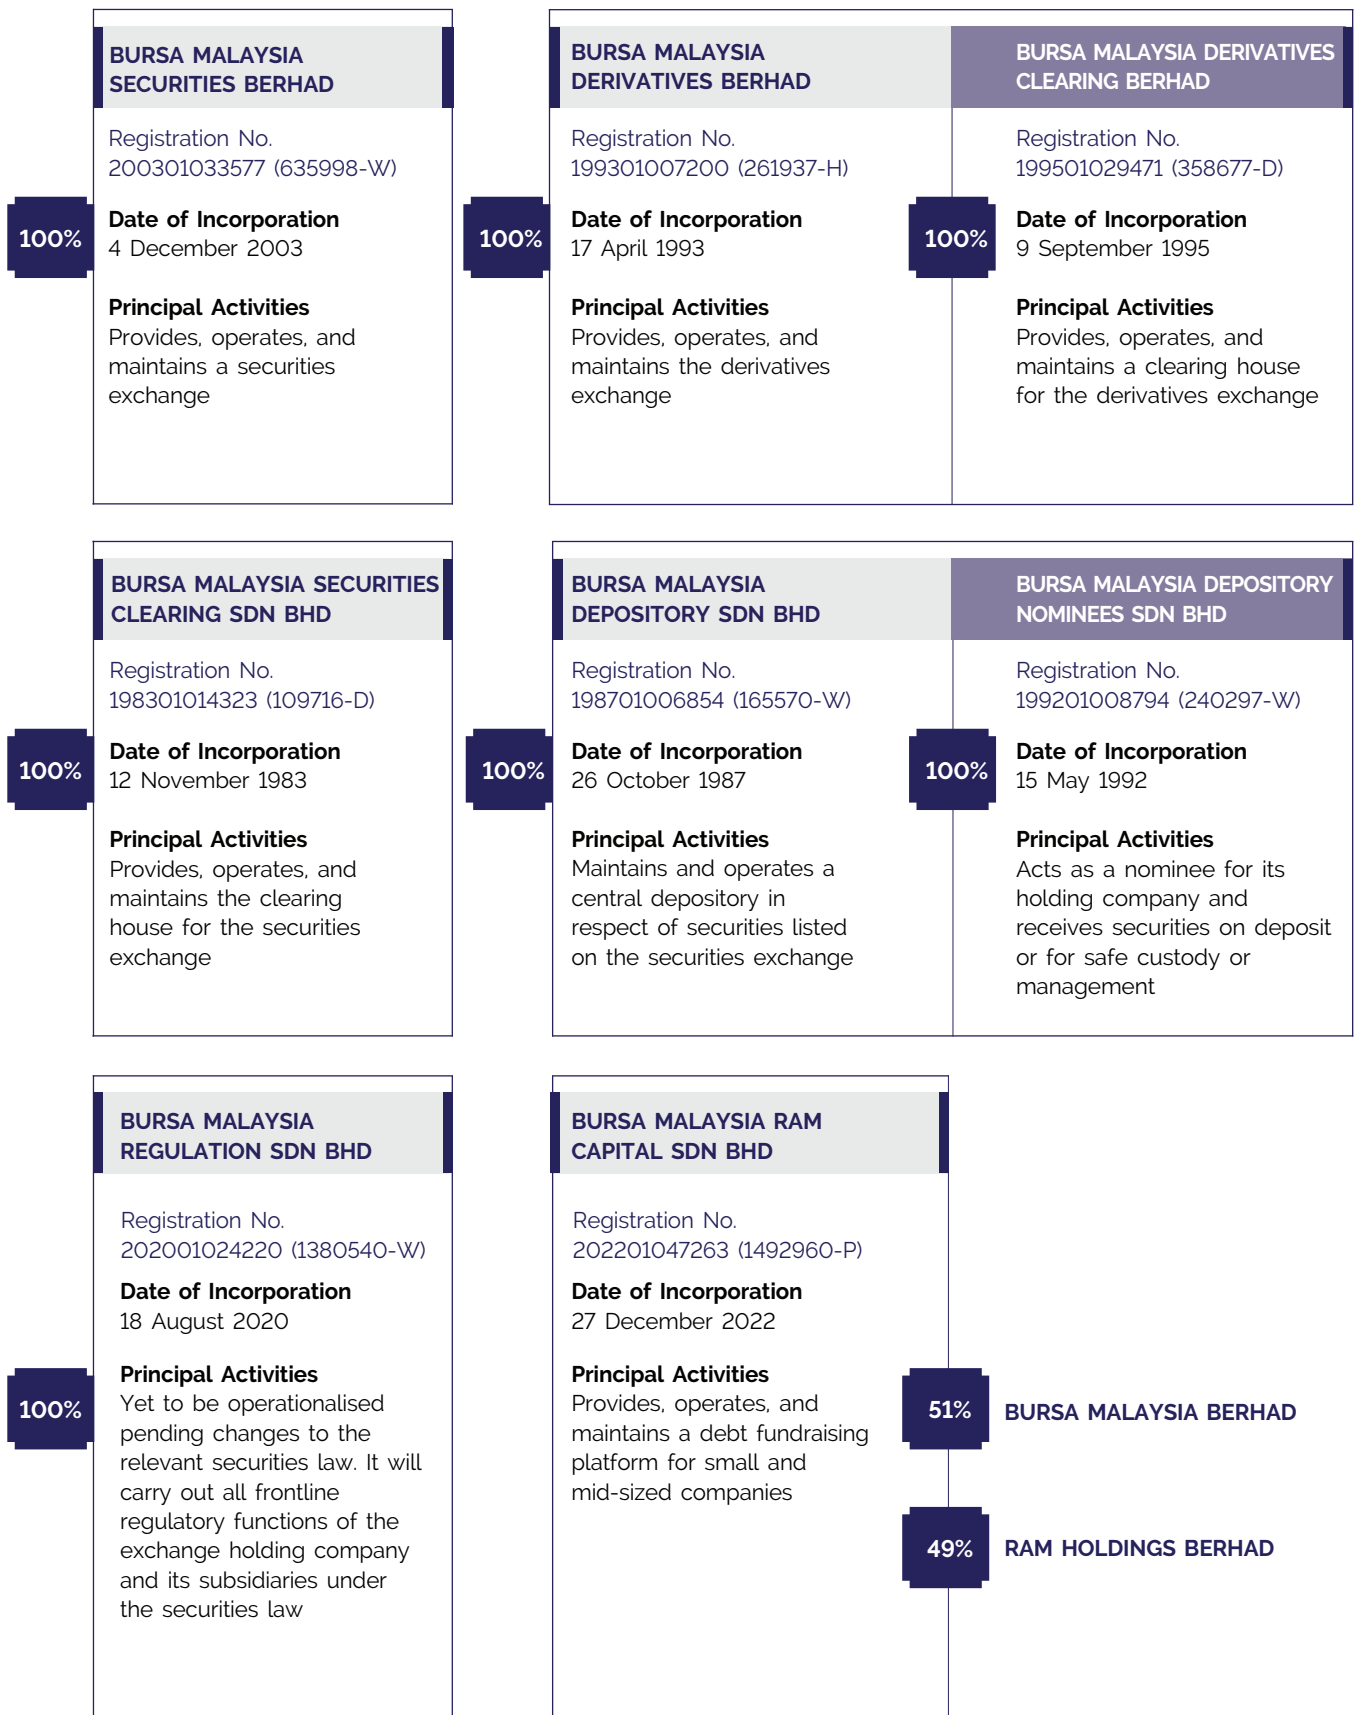 BURSA MALAYSIA
SECURITIES BERHAD
Registration No.
200301033577 (635998-W)
100%
Date of Incorporation
4 December 2003
Principal Activities
Provides, operates, and
maintains a securities
exchange
BURSA MALAYSIA
DERIVATIVES BERHAD
Registration No.
199301007200 (261937-H)
100%
Date of Incorporation
17 April 1993
Principal Activities
Provides, operates, and
maintains the derivatives
exchange
BURSA MALAYSIA DERIVATIVES
CLEARING BERHAD
Registration No.
199501029471 (358677-D)
100%
Date of Incorporation
9 September 1995
Principal Activities
Provides, operates, and
maintains a clearing house
for the derivatives exchange
BURSA MALAYSIA SECURITIES
CLEARING SDN BHD
Registration No.
198301014323 (109716-D)
100%
Date of Incorporation
12 November 1983
Principal Activities
Provides, operates, and
maintains the clearing
house for the securities
exchange
BURSA MALAYSIA
DEPOSITORY SDN BHD
Registration No.
198701006854 (165570-W)
100%
Date of Incorporation
26 October 1987
Principal Activities
Maintains and operates a
central depository in
respect of securities listed
on the securities exchange
BURSA MALAYSIA DEPOSITORY
NOMINEES SDN BHD
Registration No.
199201008794 (240297-W)
100%
Date of Incorporation
15 May 1992
Principal Activities
Acts as a nominee for its
holding company and
receives securities on deposit
or for safe custody or
management
BURSA MALAYSIA
REGULATION SDN BHD
Registration No.
202001024220 (1380540-W)
Date of Incorporation
18 August 2020
100%
Principal Activities
Yet to be operationalised
pending changes to the
relevant securities law. It will
carry out all frontline
regulatory functions of the
exchange holding company
and its subsidiaries under
the securities law
BURSA MALAYSIA RAM
CAPITAL SDN BHD
Registration No.
202201047263 (1492960-P)
Date of Incorporation
27 December 2022
Principal Activities
Provides, operates, and
maintains a debt fundraising
platform for small and
mid-sized companies
51% BURSA MALAYSIA BERHAD
49% RAM HOLDINGS BERHAD